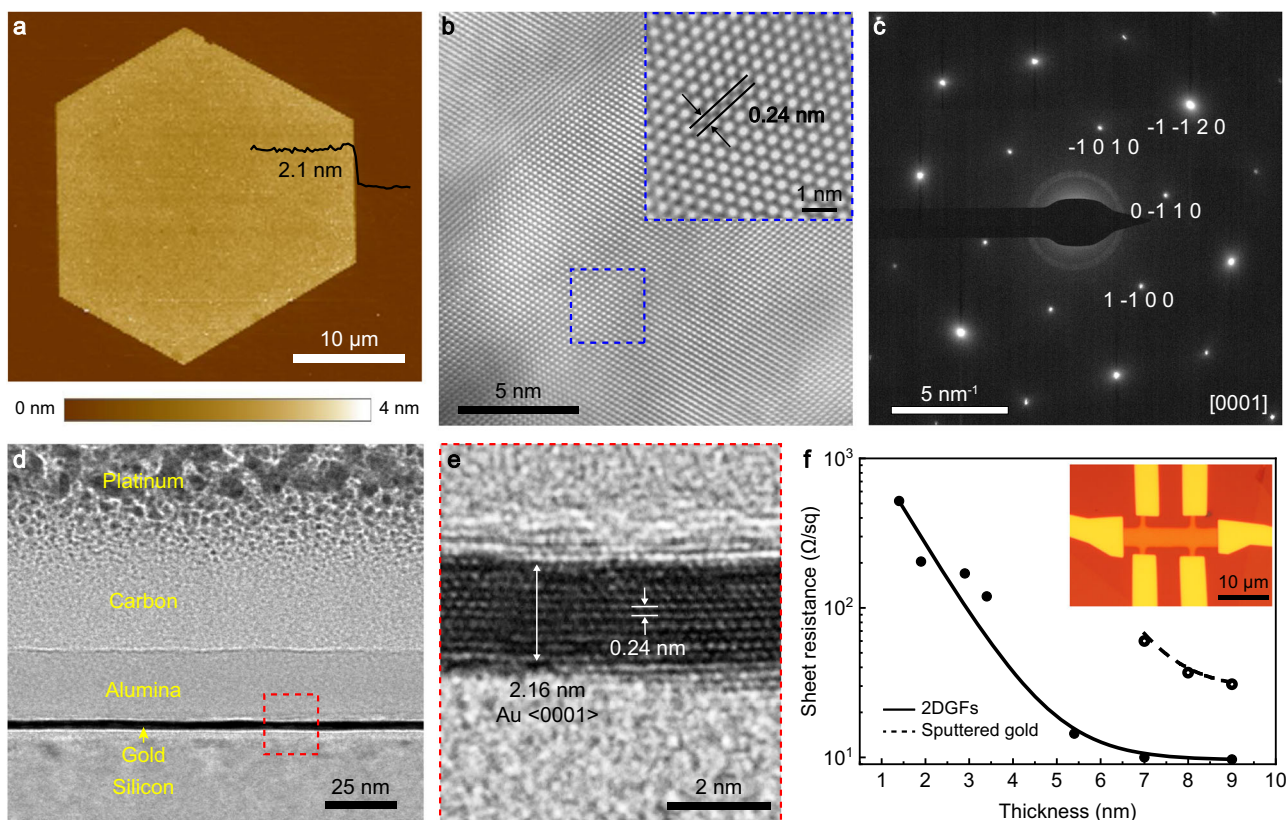 a
2.1 nm
10 µm
0 nm
4 nm
b
0.24 nm
1 nm
5 nm
c
-1 -1 2 0
-1 0 1 0
0 -1 1 0
1 -1 0 0
5 nm⁻¹
[0001]
d
Platinum
Carbon
Alumina
Gold
Silicon
25 nm
e
0.24 nm
2.16 nm
Au <0001>
2 nm
f
10³
10²
10¹
Sheet resistance (Ω/sq)
10 µm
2DGFs
Sputtered gold
1 2 3 4 5 6 7 8 9 10
Thickness (nm)